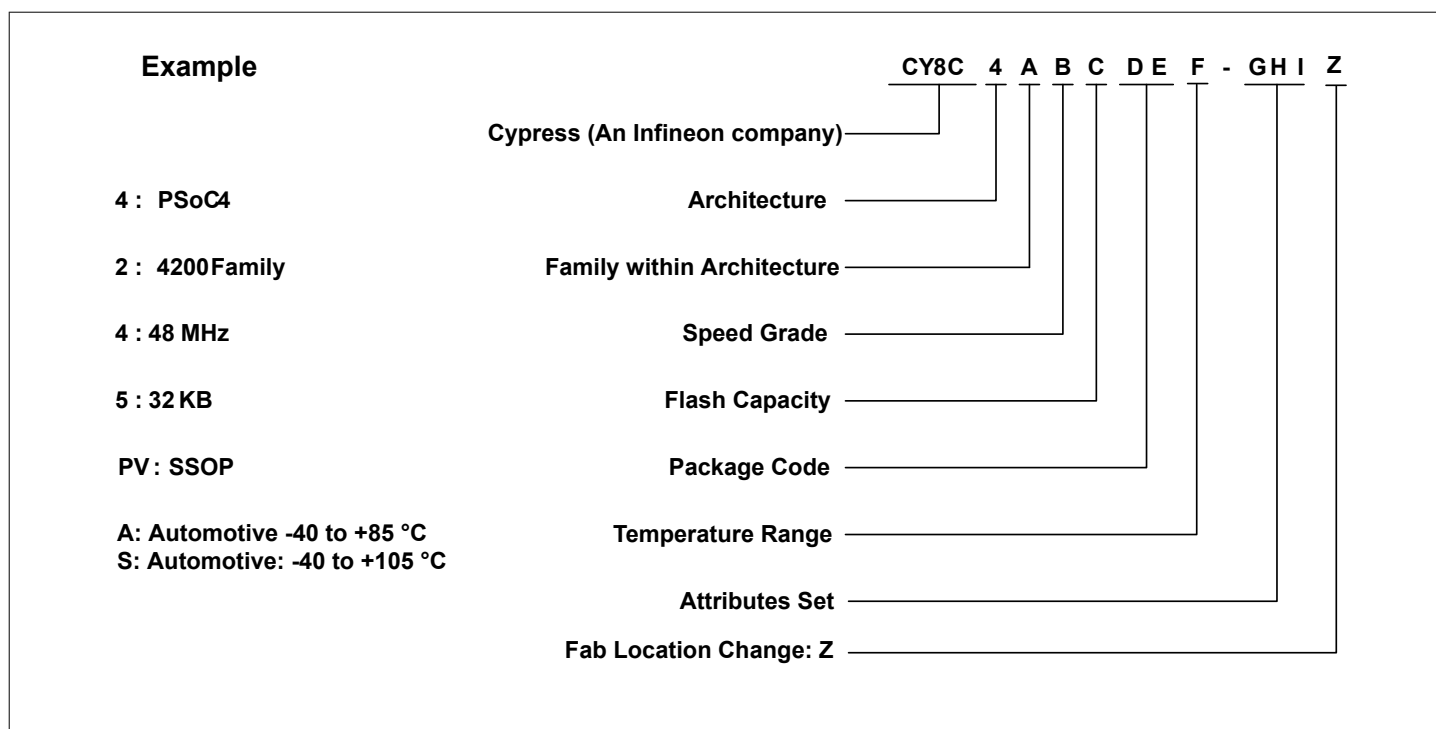 Example CY8C 4 A B C D E F - G H I Z
Cypress (An Infineon company)
4 : PSoC4 Architecture
2 : 4200 Family Family within Architecture
4 : 48 MHz Speed Grade
5 : 32 KB Flash Capacity
PV : SSOP Package Code
A: Automotive -40 to +85 °C
S: Automotive: -40 to +105 °C
Temperature Range
Attributes Set
Fab Location Change: Z